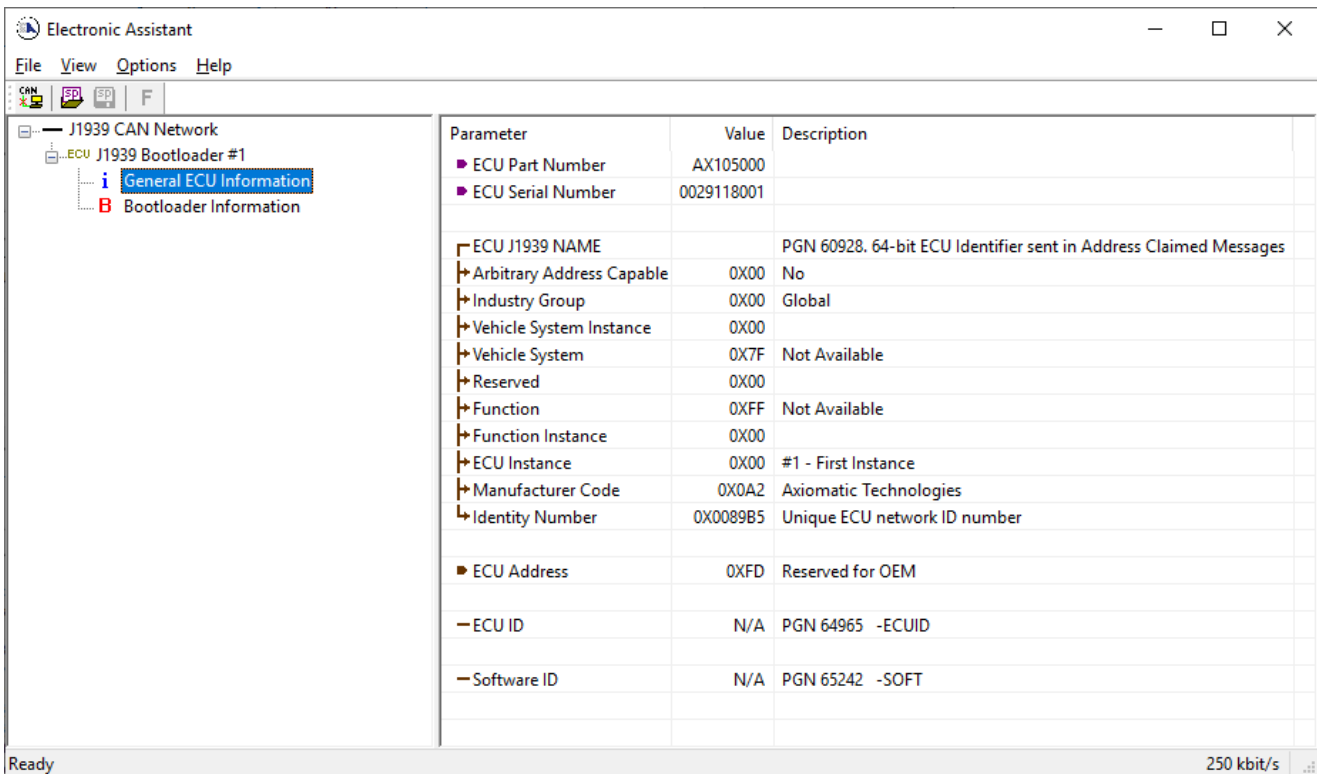 Electronic Assistant
File View Options Help
CAN SP SP F
J1939 CAN Network
ECU J1939 Bootloader #1
i General ECU Information
B Bootloader Information
Parameter Value Description
ECU Part Number AX105000
ECU Serial Number 0029118001
ECU J1939 NAME PGN 60928. 64-bit ECU Identifier sent in Address Claimed Messages
Arbitrary Address Capable 0X00 No
Industry Group 0X00 Global
Vehicle System Instance 0X00
Vehicle System 0X7F Not Available
Reserved 0X00
Function 0XFF Not Available
Function Instance 0X00
ECU Instance 0X00 #1 - First Instance
Manufacturer Code 0X0A2 Axiomatic Technologies
Identity Number 0X0089B5 Unique ECU network ID number
ECU Address 0XFD Reserved for OEM
ECU ID N/A PGN 64965 -ECUID
Software ID N/A PGN 65242 -SOFT
Ready 250 kbit/s